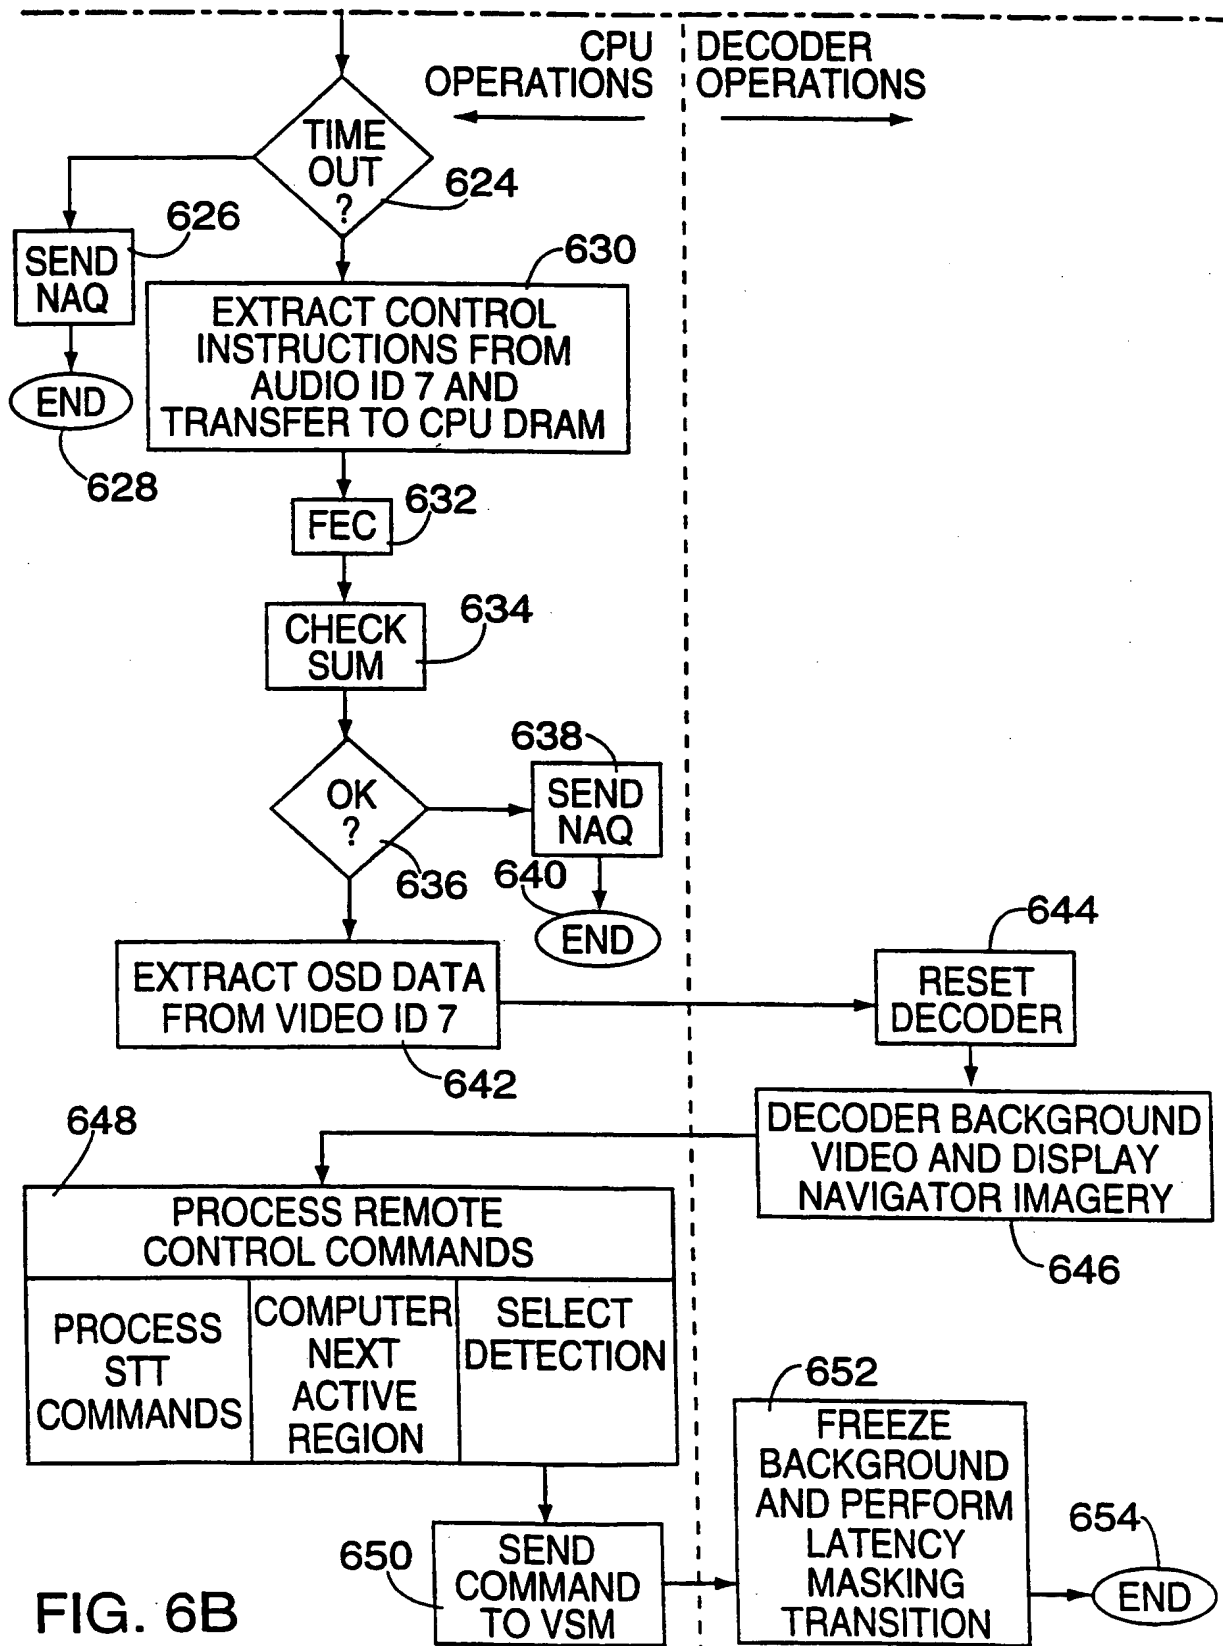 CPU
OPERATIONS
DECODER
OPERATIONS
TIME
OUT
?
624
626
SEND
NAQ
END
628
630
EXTRACT CONTROL
INSTRUCTIONS FROM
AUDIO ID 7 AND
TRANSFER TO CPU DRAM
632
FEC
634
CHECK
SUM
OK
?
636
638
SEND
NAQ
640
END
EXTRACT OSD DATA
FROM VIDEO ID 7
642
644
RESET
DECODER
DECODER BACKGROUND
VIDEO AND DISPLAY
NAVIGATOR IMAGERY
646
648
PROCESS REMOTE
CONTROL COMMANDS
PROCESS
STT
COMMANDS
COMPUTER
NEXT
ACTIVE
REGION
SELECT
DETECTION
650
SEND
COMMAND
TO VSM
652
FREEZE
BACKGROUND
AND PERFORM
LATENCY
MASKING
TRANSITION
654
END
FIG. 6B